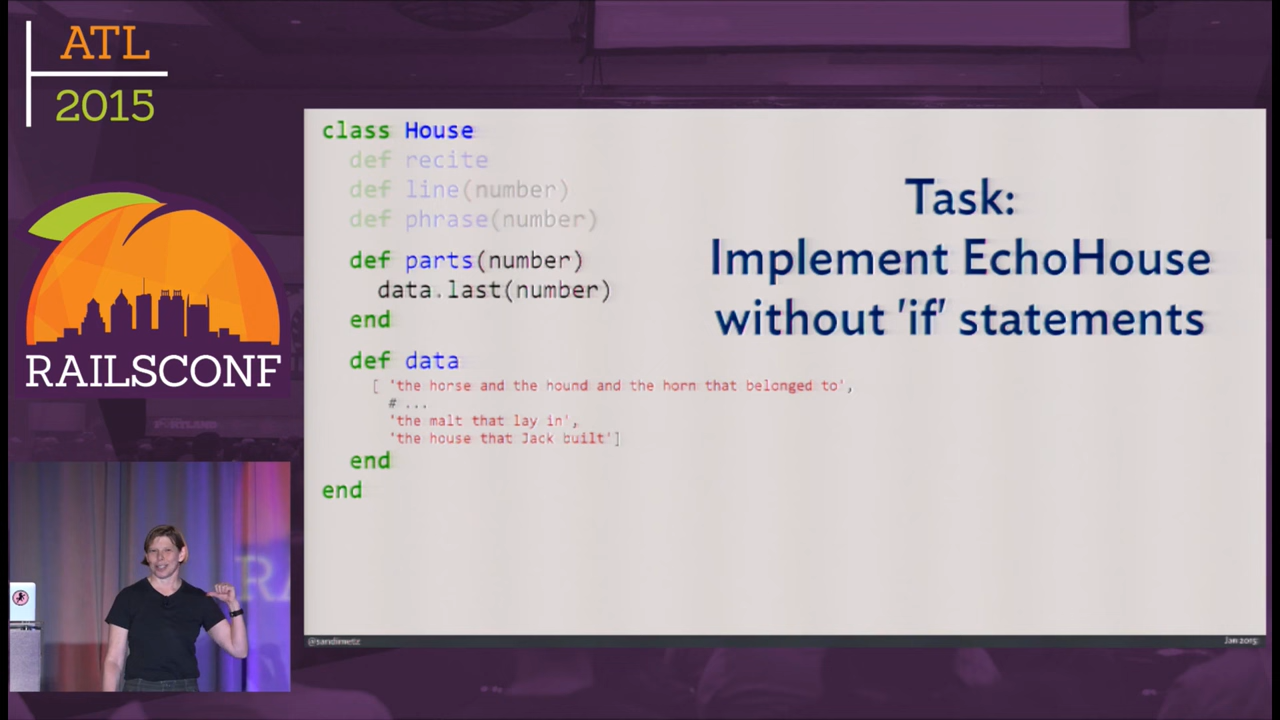 ATL
2015
RAILSCONF
class House
  def recite
  def line(number)
  def phrase(number)
  def parts(number)
    data.last(number)
  end
  def data
    [ 'the horse and the hound and the horn that belonged to',
      # ...
      'the malt that lay in',
      'the house that Jack built']
  end
end
Task:
Implement EchoHouse
without 'if' statements
@sandimetz
Jan 2015